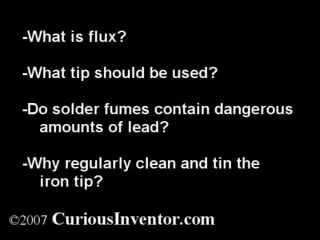 -What is flux?
-What tip should be used?
-Do solder fumes contain dangerous
amounts of lead?
-Why regularly clean and tin the
iron tip?
©2007 CuriousInventor.com